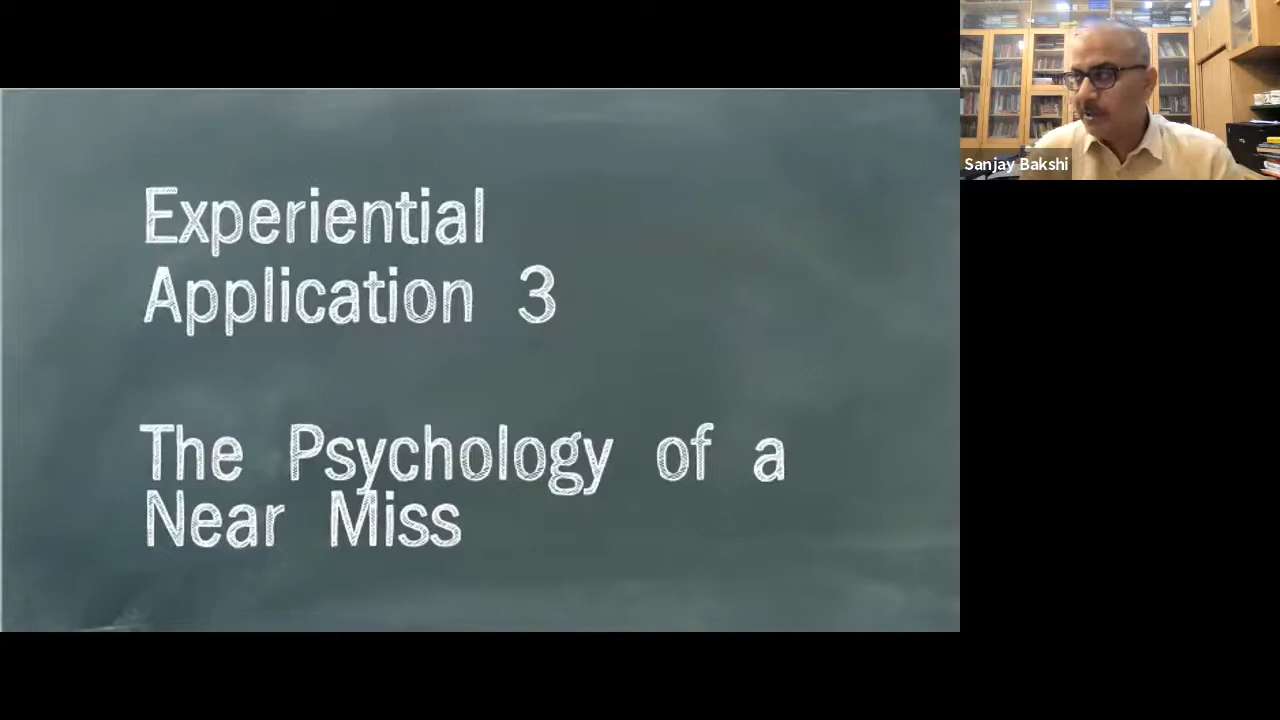 Experiential
Application 3
The Psychology of a
Near Miss
Sanjay Bakshi